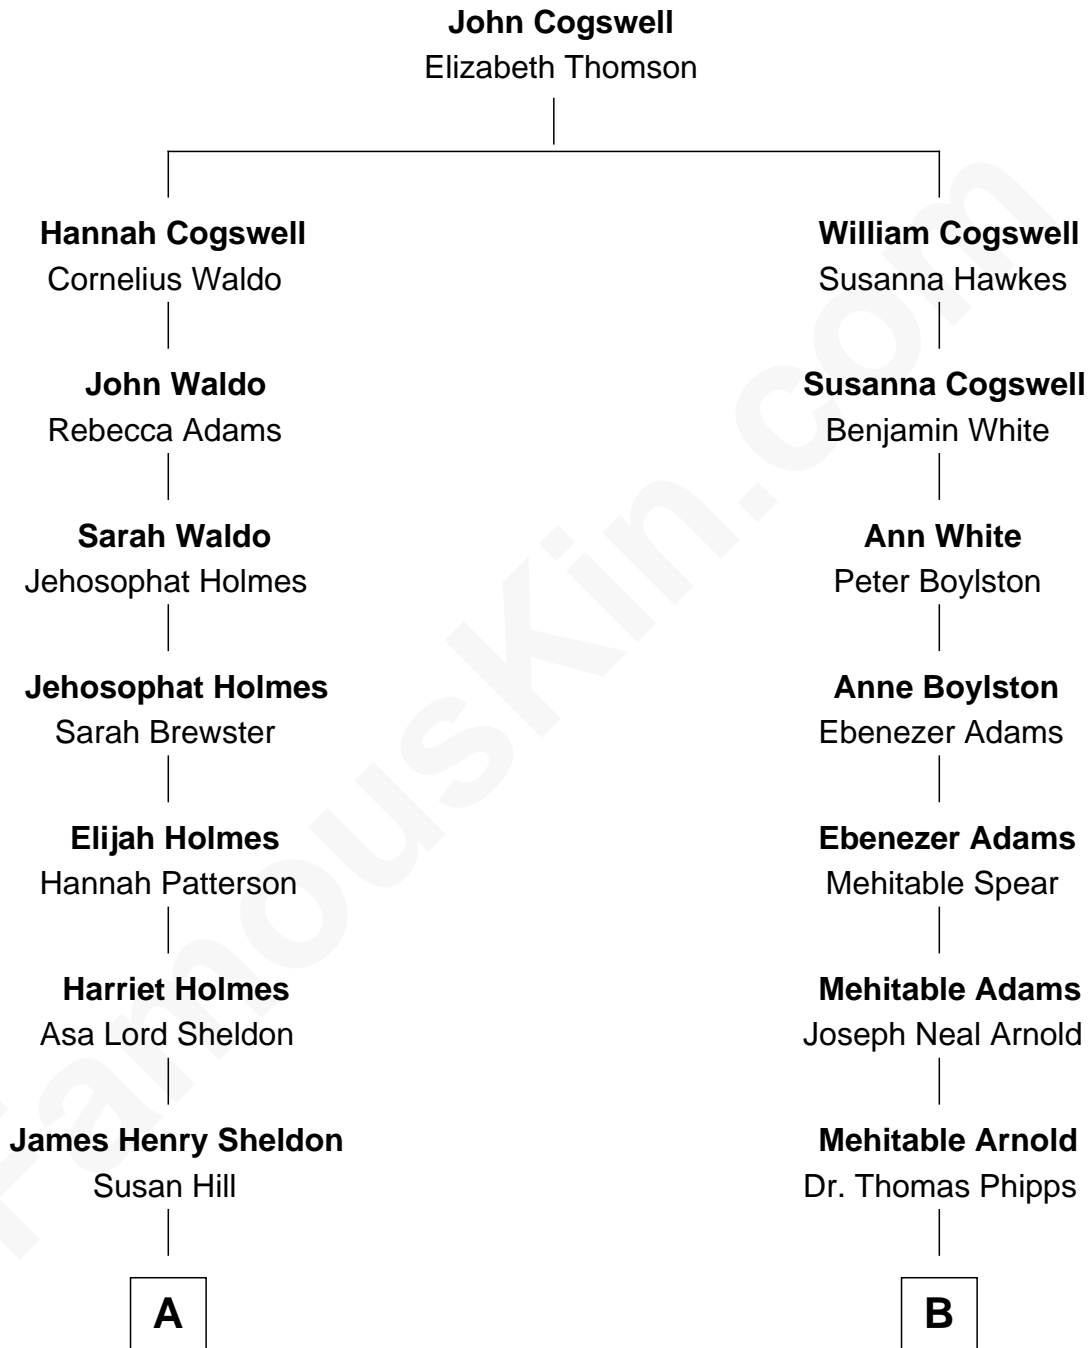 John Cogswell
Elizabeth Thomson
Hannah Cogswell
Cornelius Waldo
William Cogswell
Susanna Hawkes
John Waldo
Rebecca Adams
Susanna Cogswell
Benjamin White
Sarah Waldo
Jehosophat Holmes
Ann White
Peter Boylston
Jehosophat Holmes
Sarah Brewster
Anne Boylston
Ebenezer Adams
Elijah Holmes
Hannah Patterson
Ebenezer Adams
Mehitable Spear
Harriet Holmes
Asa Lord Sheldon
Mehitable Adams
Joseph Neal Arnold
James Henry Sheldon
Susan Hill
Mehitable Arnold
Dr. Thomas Phipps
A
B
FamousKin.com